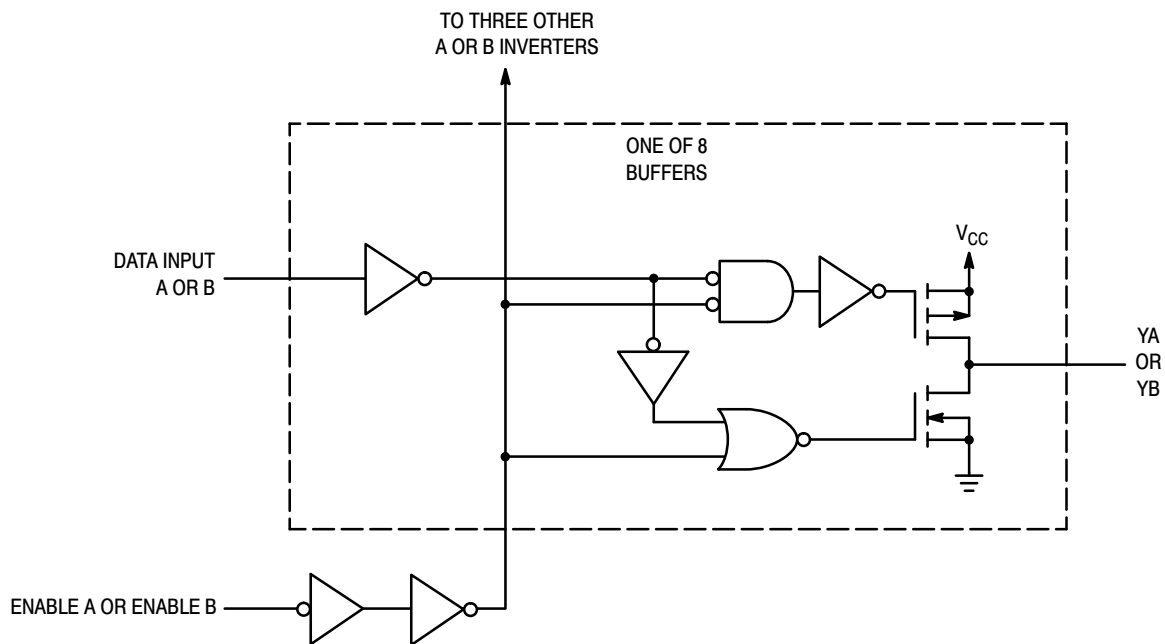 TO THREE OTHER
A OR B INVERTERS
ONE OF 8
BUFFERS
DATA INPUT
A OR B
VCC
YA
OR
YB
ENABLE A OR ENABLE B